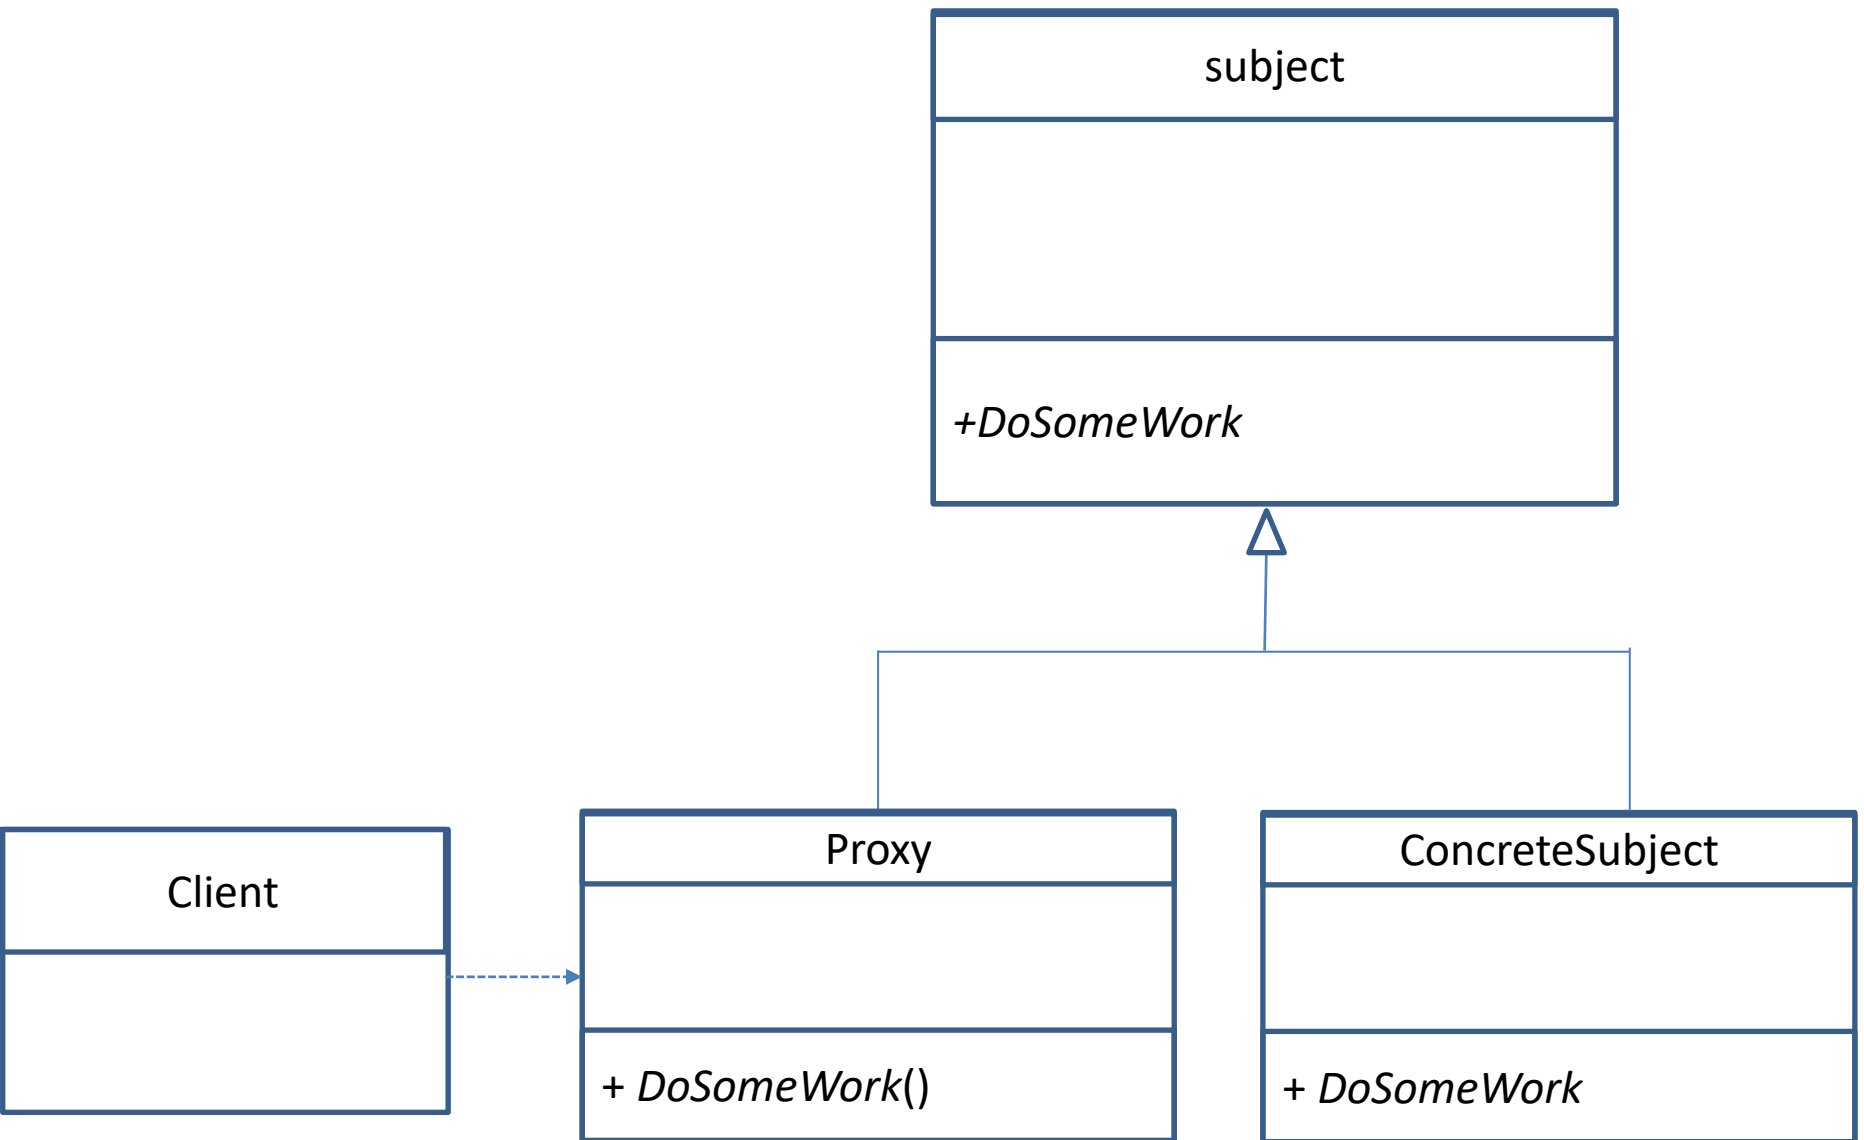 subject
+DoSomeWork
Client
Proxy
+ DoSomeWork()
ConcreteSubject
+ DoSomeWork